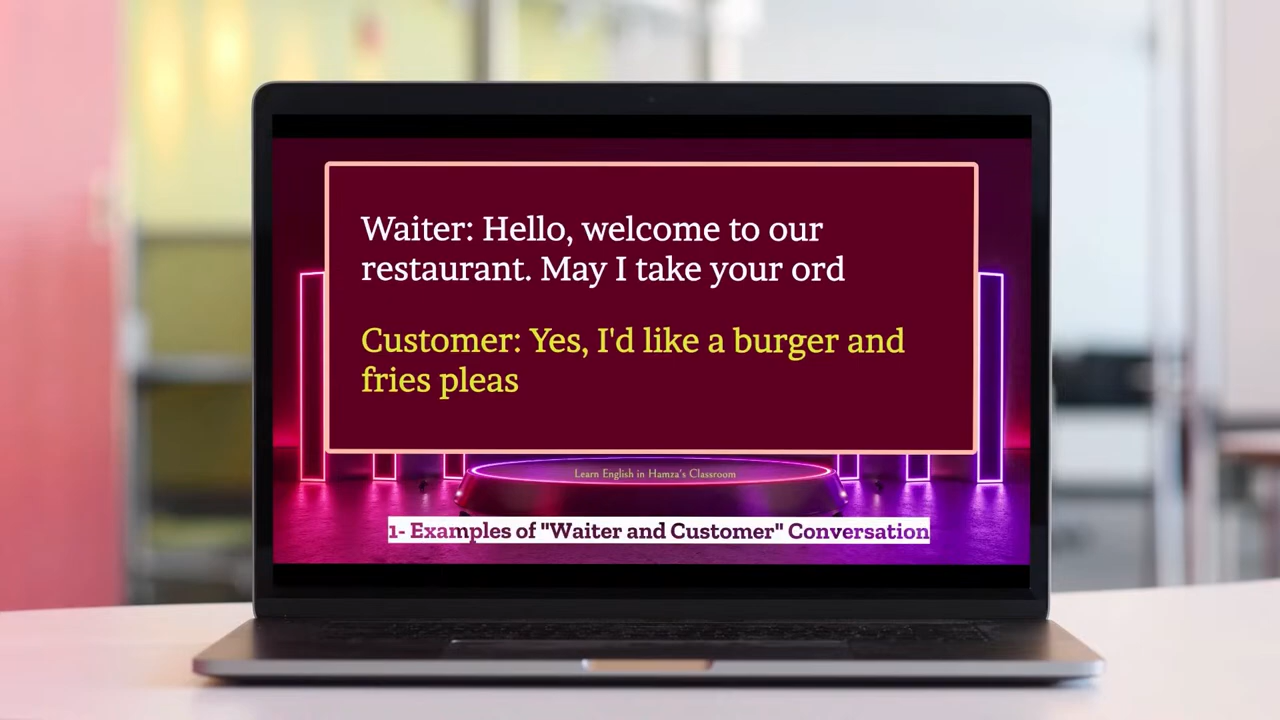 Waiter: Hello, welcome to our
restaurant. May I take your ord
Customer: Yes, I'd like a burger and
fries pleas
Learn English in Hamza's Classroom
1- Examples of "Waiter and Customer" Conversation